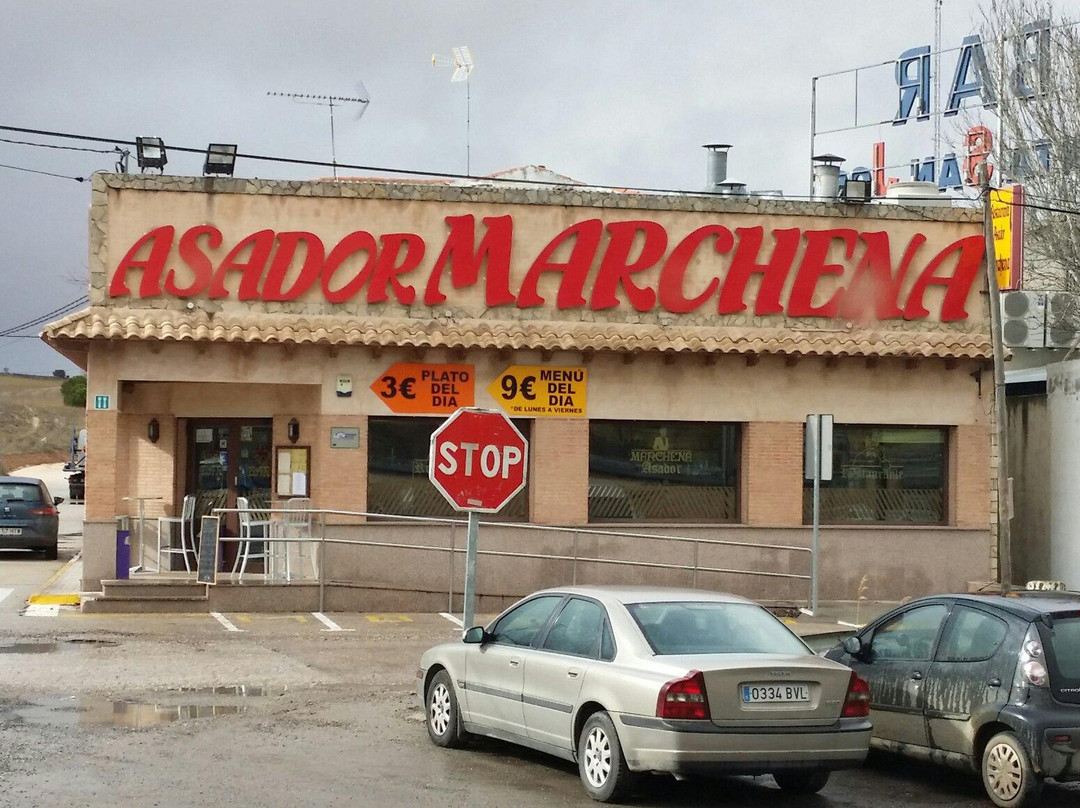 BAR
ASADOR MARCHENA
3€ PLATO DEL DIA
9€ MENÚ DEL DIA
*DE LUNES A VIERNES
STOP
MARCHENA
Asador
Restaurante
0334 BVL